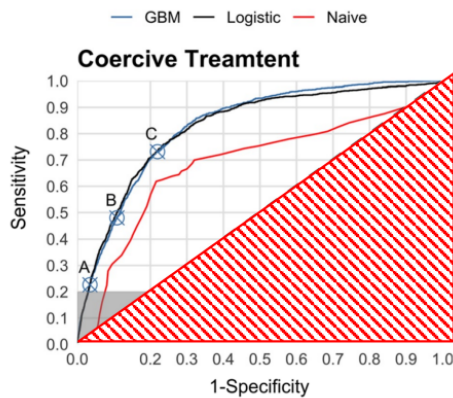 GBM Logistic Naive
Coercive Treamtent
1.0
0.9
0.8
0.7
0.6
0.5
0.4
0.3
0.2
0.1
0.0
Sensitivity
C
B
A
0.0 0.2 0.2 0.3 0.4 0.5 0.6 0.7 0.8 0.9 1.0
1-Specificity